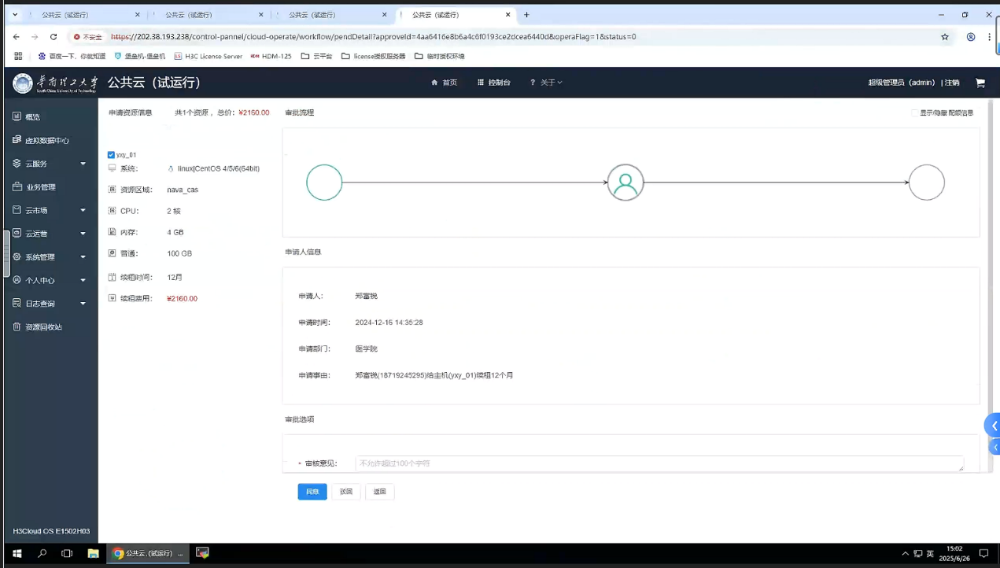 公共云（试运行）
公共云（试运行）
公共云（试运行）
公共云（试运行）
不安全
https://202.38.193.238/control-pannel/cloud-operate/workflow/pendDetail?approveId=4aa6416e8b6a4c6f0193ce2dcea6440d&operaFlag=1&status=0
百度一下，你就知道
堡垒机-堡垒机
H3C License Server
HDM-125
云平台
license授权服务器
临时授权环境
华南理工大学
South China University of Technology
公共云（试运行）
首页
控制台
? 关于
超级管理员（admin）| 注销
概览
虚拟数据中心
云服务
业务管理
云市场
云运营
系统管理
个人中心
日志查询
资源回收站
H3Cloud OS E1502H03
申请资源信息 共1个资源，总价：¥2160.00
yxy_01
系统： linux|CentOS 4/5/6(64bit)
资源区域： nava_cas
CPU： 2 核
内存： 4 GB
普通： 100 GB
续租时间： 12月
续租费用： ¥2160.00
审批流程
显示/隐藏 配额信息
申请人信息
申请人： 郑富锐
申请时间： 2024-12-16 14:35:28
申请部门： 医学院
申请事由： 郑富锐(18719245295)给主机(yxy_01)续租12个月
审批选项
* 审核意见： 不允许超过100个字符
同意 驳回 返回
公共云（试运行） ...
英
15:02
2025/6/26